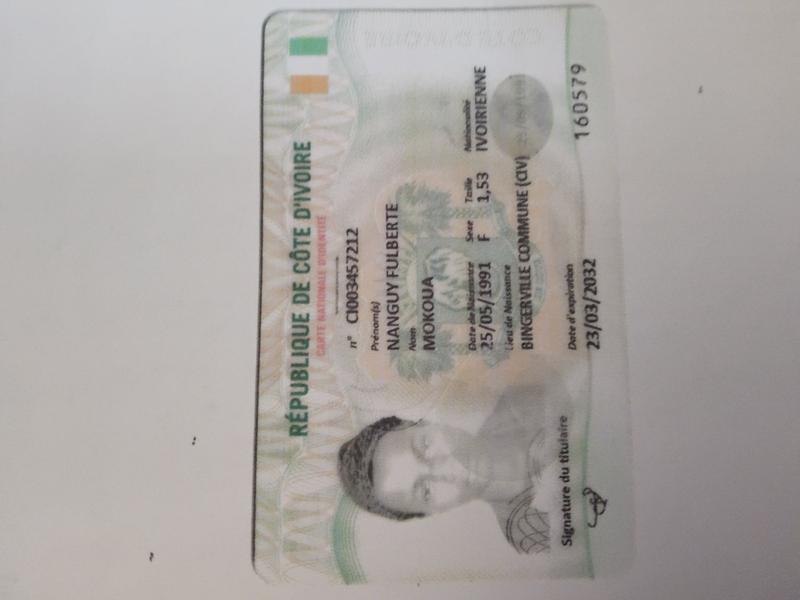 RÉPUBLIQUE DE CÔTE D'IVOIRE
CARTE NATIONALE D'IDENTITÉ
n° CI003457212
Prénom(s)
NANGUY FULBERTE
Nom
MOKOUA
Date de Naissance Sexe Taille Nationalité
25/05/1991 F 1,53 IVOIRIENNE
Lieu de Naissance
BINGERVILLE COMMUNE (CIV)
Date d'expiration
23/03/2032
Signature du titulaire
160579